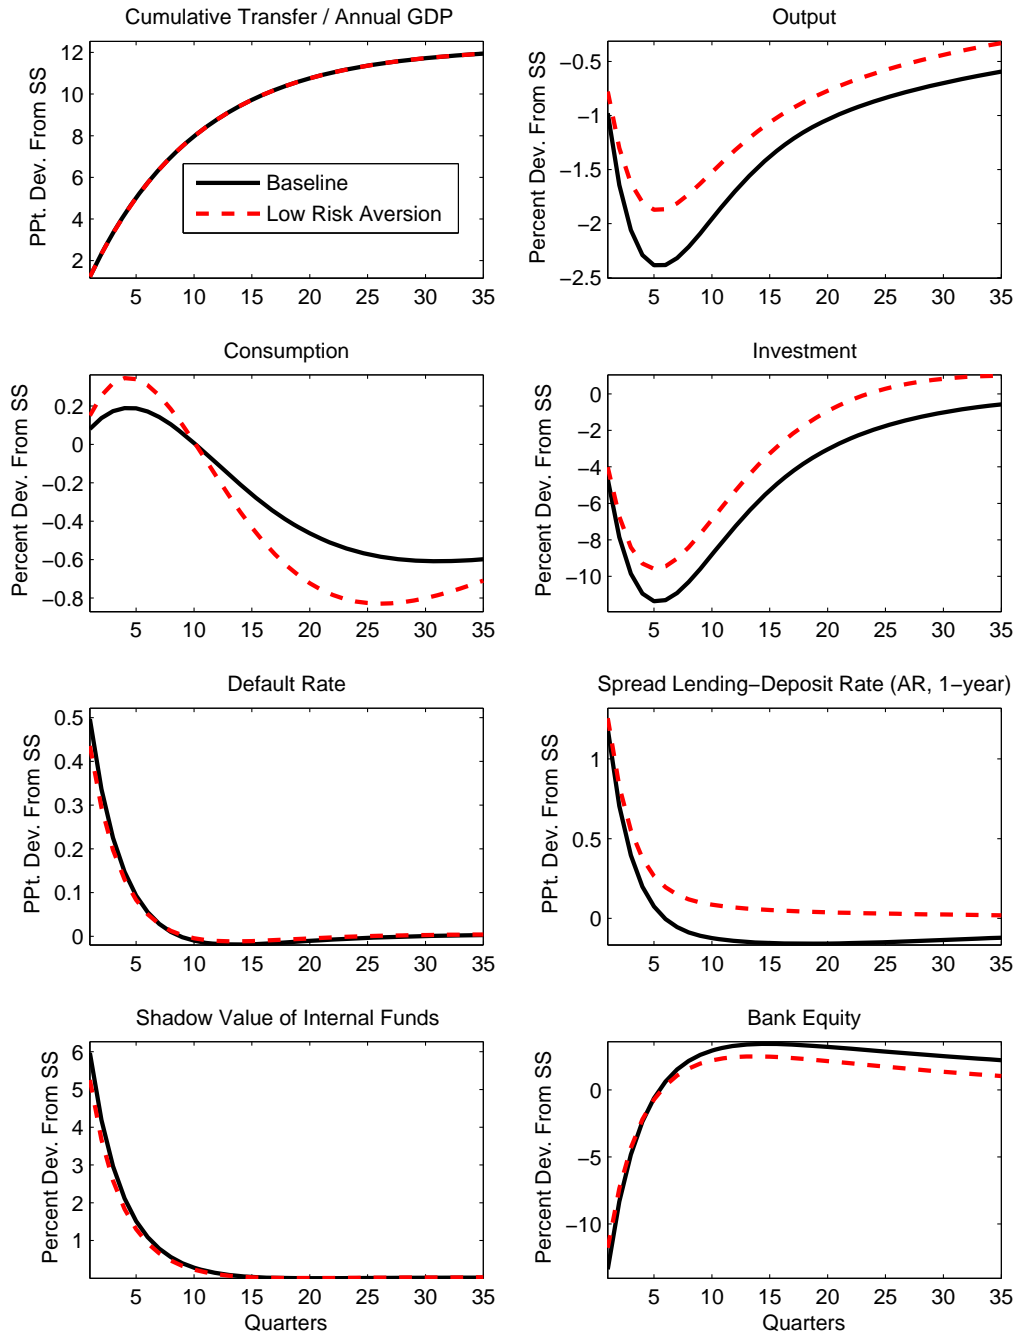 Cumulative Transfer / Annual GDP
PPt. Dev. From SS
12
10
8
6
4
2
Baseline
Low Risk Aversion
5 10 15 20 25 30 35
Output
Percent Dev. From SS
−0.5
−1
−1.5
−2
−2.5
5 10 15 20 25 30 35
Consumption
Percent Dev. From SS
0.2
0
−0.2
−0.4
−0.6
−0.8
5 10 15 20 25 30 35
Investment
Percent Dev. From SS
0
−2
−4
−6
−8
−10
5 10 15 20 25 30 35
Default Rate
PPt. Dev. From SS
0.5
0.4
0.3
0.2
0.1
0
5 10 15 20 25 30 35
Spread Lending−Deposit Rate (AR, 1−year)
PPt. Dev. From SS
1
0.5
0
5 10 15 20 25 30 35
Shadow Value of Internal Funds
Percent Dev. From SS
6
5
4
3
2
1
5 10 15 20 25 30 35
Quarters
Bank Equity
Percent Dev. From SS
0
−5
−10
5 10 15 20 25 30 35
Quarters